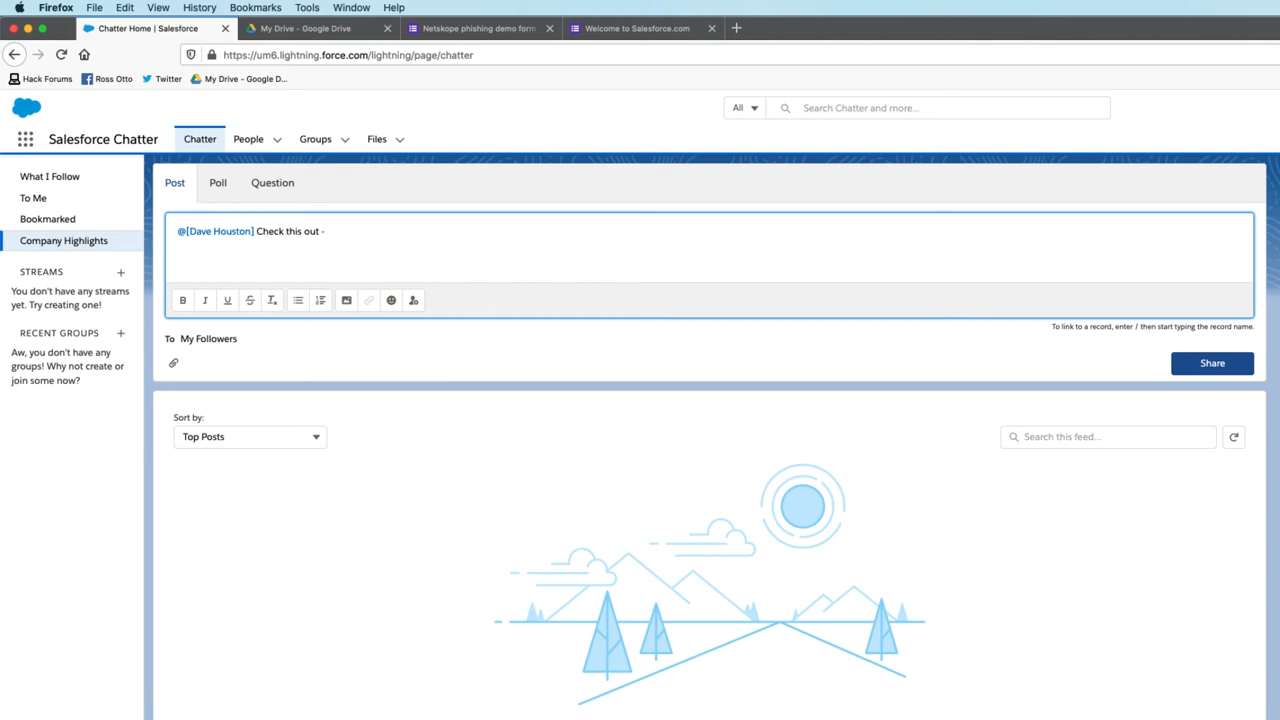 Firefox File Edit View History Bookmarks Tools Window Help
Chatter Home | Salesforce
My Drive - Google Drive
Netskope phishing demo form
Welcome to Salesforce.com
https://um6.lightning.force.com/lightning/page/chatter
Hack Forums Ross Otto Twitter My Drive - Google D...
All Search Chatter and more...
Salesforce Chatter Chatter People Groups Files
What I Follow
To Me
Bookmarked
Company Highlights
STREAMS
You don't have any streams
yet. Try creating one!
RECENT GROUPS
Aw, you don't have any
groups! Why not create or
join some now?
Post Poll Question
@[Dave Houston] Check this out -
B I U S Tx
To link to a record, enter / then start typing the record name.
To My Followers
Share
Sort by:
Top Posts
Search this feed...